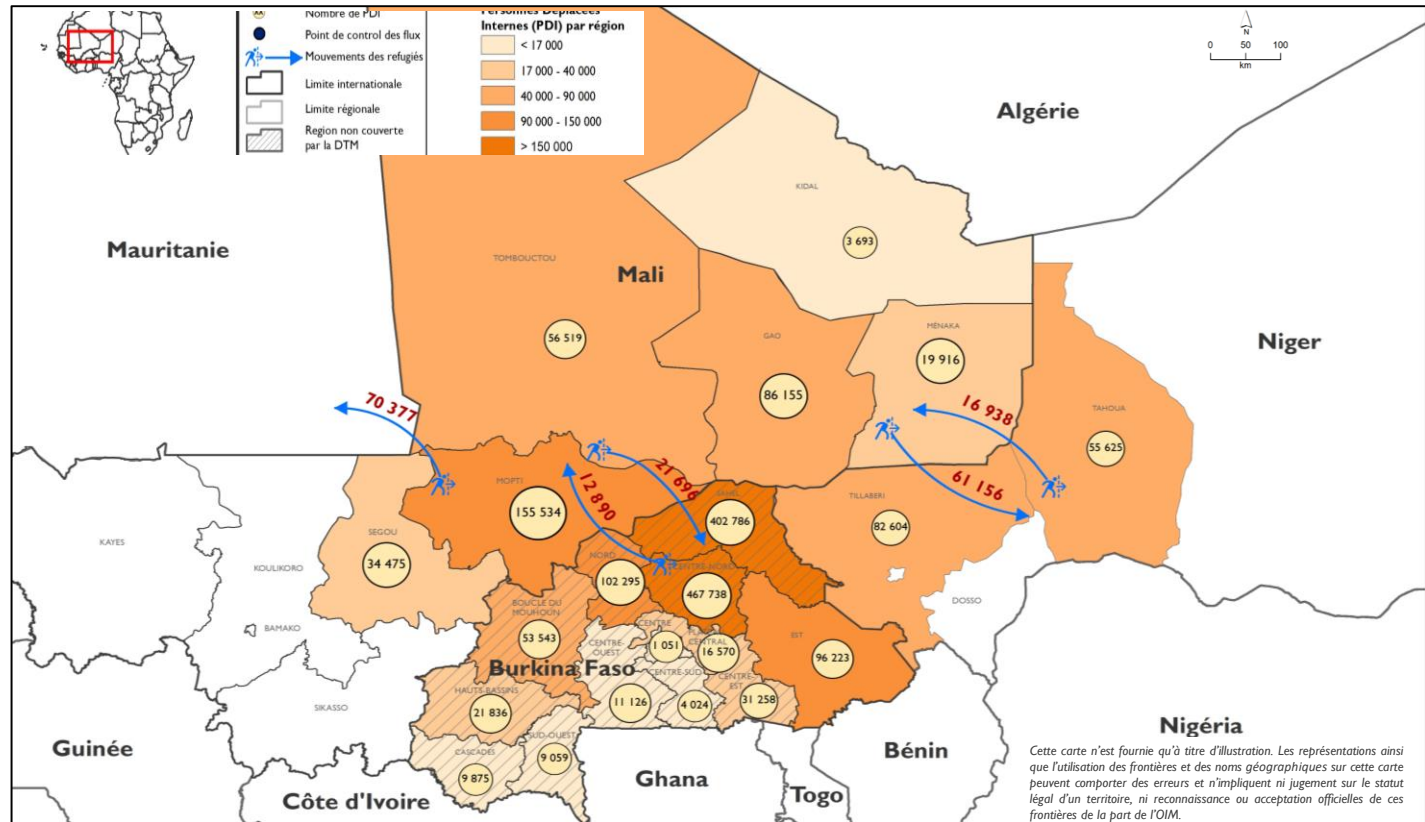 Nombre de PDI
Point de control des flux
Mouvements des refugiés
Limite internationale
Limite régionale
Region non couverte
par la DTM
Personnes Déplacées
Internes (PDI) par région
< 17 000
17 000 - 40 000
40 000 - 90 000
90 000 - 150 000
> 150 000
N
0 50 100
km
Algérie
KIDAL
3 693
Mauritanie
TOMBOUCTOU
Mali
56 519
GAO
86 155
MÉNAKA
19 916
Niger
TAHOUA
55 625
70 377
16 938
61 156
21 696
12 890
MOPTI
155 534
SAHEL
402 786
TILLABERI
82 604
KAYES
KOULIKORO
SEGOU
34 475
NORD
102 295
CENTRE-NORD
467 738
DOSSO
BAMAKO
BOUCLE DU
MOUHOUN
53 543
CENTRE
1 051
PLATEAU
CENTRAL
16 570
EST
96 223
CENTRE-
OUEST
11 126
Burkina Faso
CENTRE-SUD
4 024
CENTRE-
EST
31 258
HAUTS-BASSINS
21 836
SIKASSO
SUD-OUEST
9 059
CASCADES
9 875
Guinée
Côte d'Ivoire
Ghana
Togo
Bénin
Nigéria
Cette carte n'est fournie qu'à titre d'illustration. Les représentations ainsi
que l'utilisation des frontières et des noms géographiques sur cette carte
peuvent comporter des erreurs et n'impliquent ni jugement sur le statut
légal d'un territoire, ni reconnaissance ou acceptation officielles de ces
frontières de la part de l'OIM.